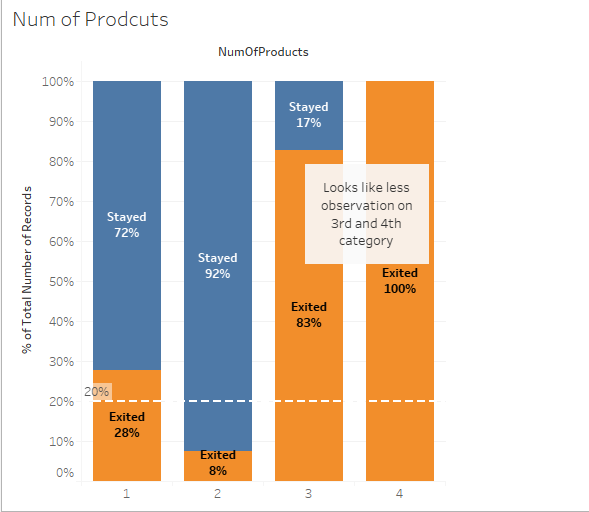 Num of Prodcuts
NumOfProducts
% of Total Number of Records
100%
90%
80%
70%
60%
50%
40%
30%
20%
10%
0%
20%
Stayed
72%
Exited
28%
Stayed
92%
Exited
8%
Stayed
17%
Exited
83%
Looks like less
observation on
3rd and 4th
category
Exited
100%
1
2
3
4